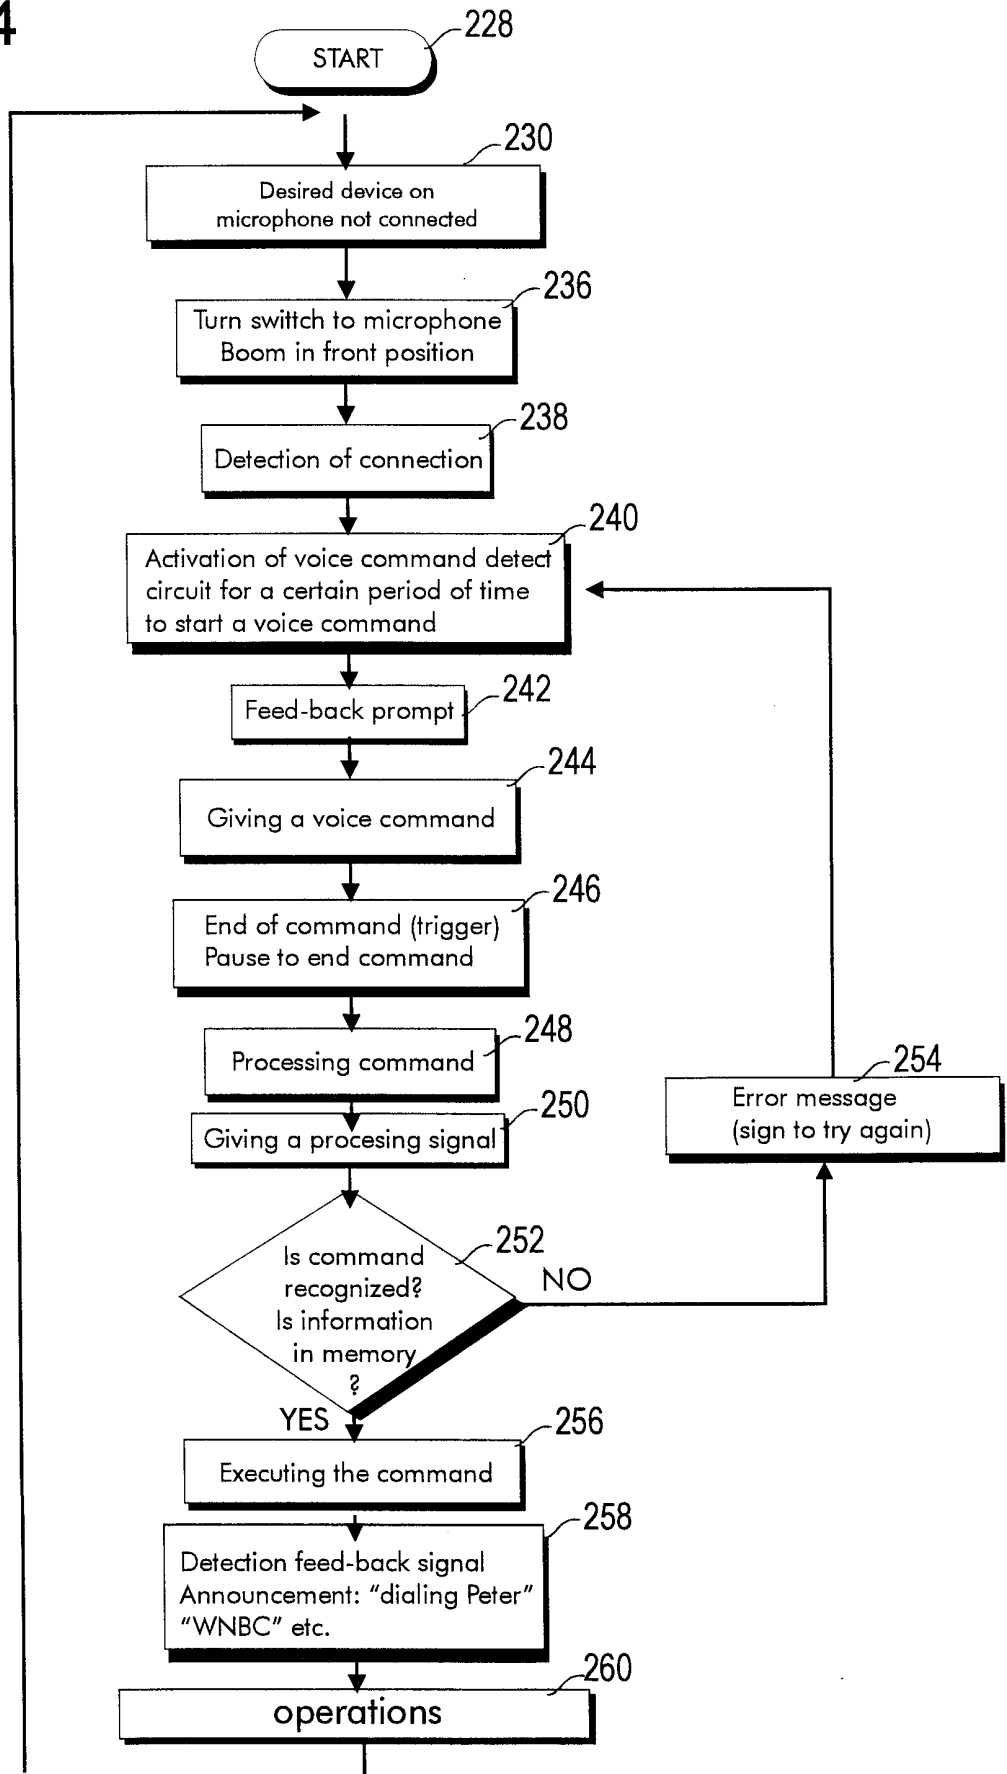 4
228
START
230
Desired device on
microphone not connected
236
Turn swittch to microphone
Boom in front position
238
Detection of connection
240
Activation of voice command detect
circuit for a certain period of time
to start a voice command
242
Feed-back prompt
244
Giving a voice command
246
End of command (trigger)
Pause to end command
248
Processing command
254
Error message
(sign to try again)
250
Giving a procesing signal
252
Is command
recognized?
Is information
in memory
?
NO
YES
256
Executing the command
258
Detection feed-back signal
Announcement: “dialing Peter”
“WNBC” etc.
260
operations